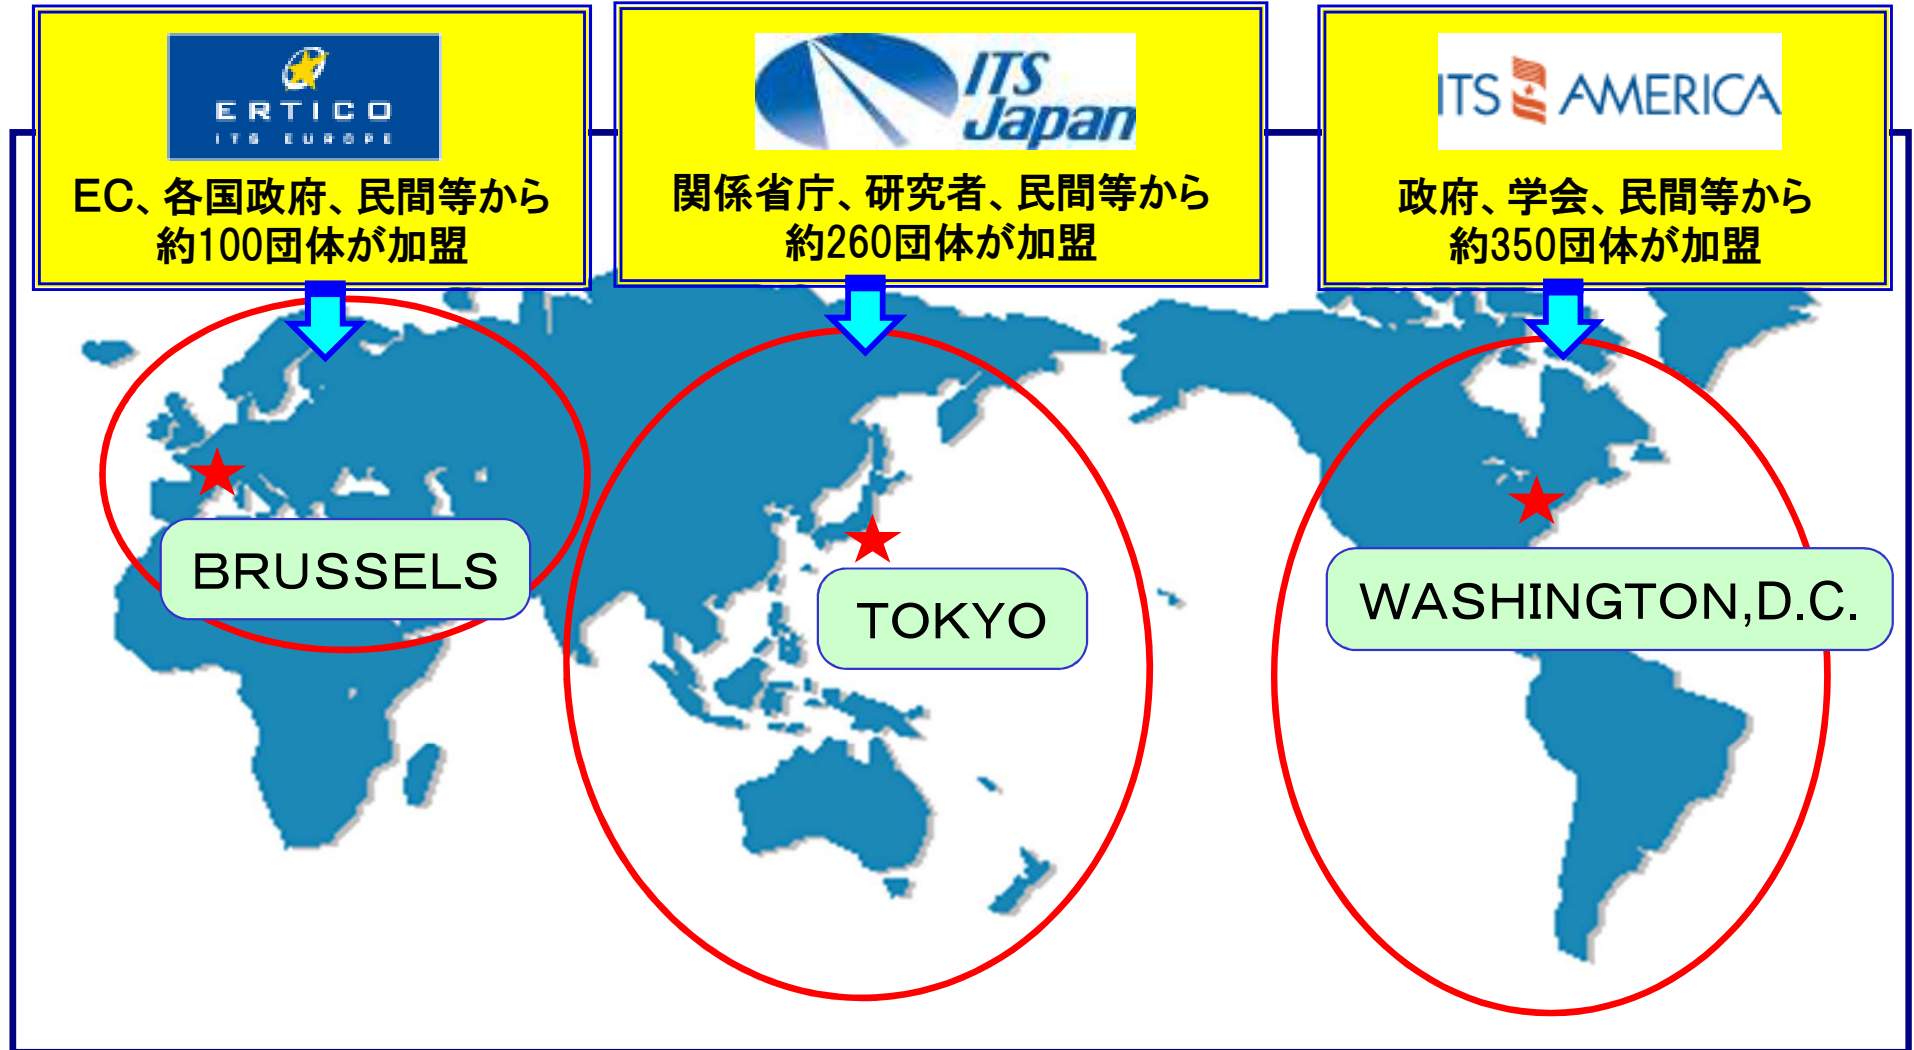 ERTICO
ITS EUROPE
EC、各国政府、民間等から
約100団体が加盟
ITS
Japan
関係省庁、研究者、民間等から
約260団体が加盟
ITS AMERICA
政府、学会、民間等から
約350団体が加盟
BRUSSELS
TOKYO
WASHINGTON,D.C.